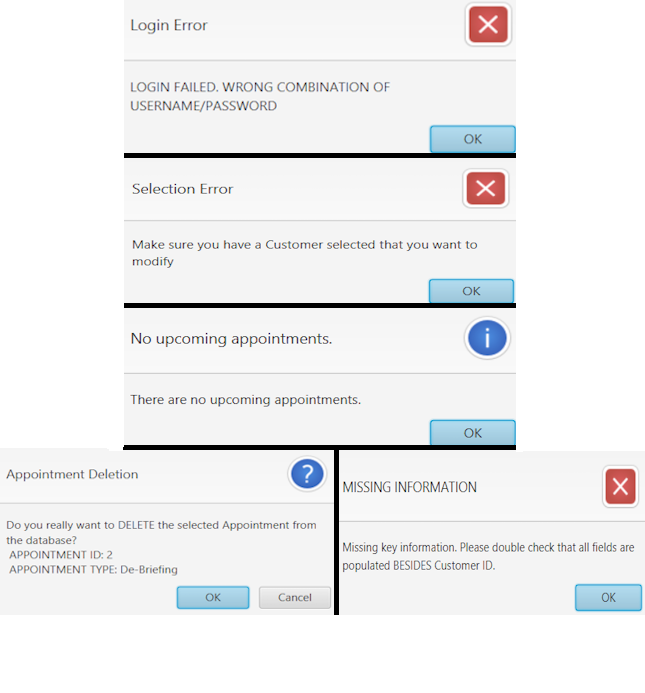 Login Error
LOGIN FAILED. WRONG COMBINATION OF
USERNAME/PASSWORD
OK
Selection Error
Make sure you have a Customer selected that you want to
modify
OK
No upcoming appointments.
There are no upcoming appointments.
OK
Appointment Deletion
Do you really want to DELETE the selected Appointment from
the database?
APPOINTMENT ID: 2
APPOINTMENT TYPE: De-Briefing
OK
Cancel
MISSING INFORMATION
Missing key information. Please double check that all fields are
populated BESIDES Customer ID.
OK